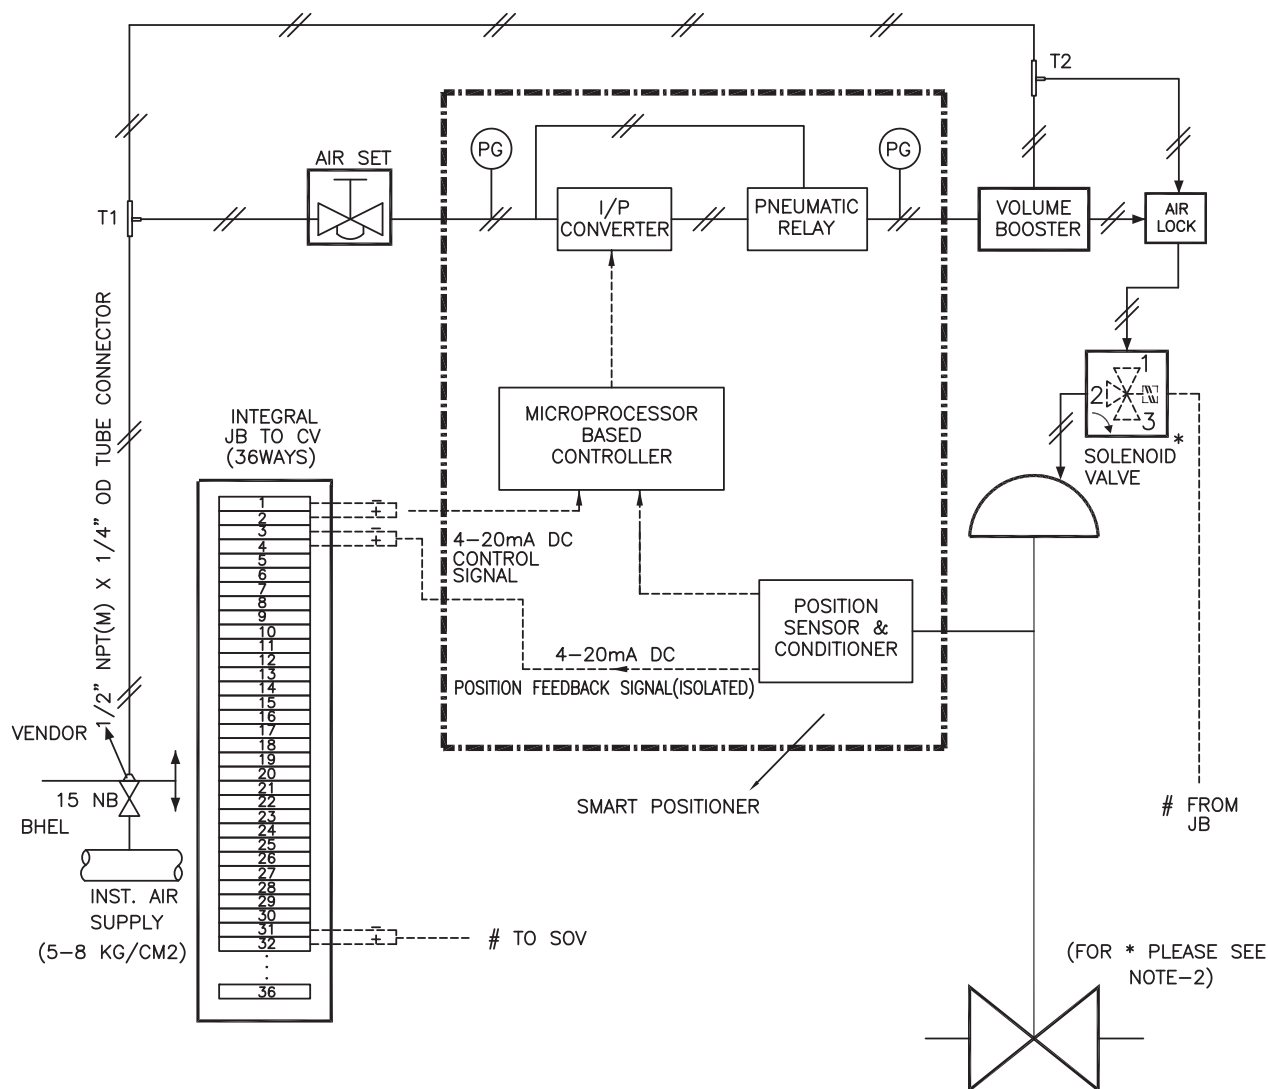 T2
PG
PG
AIR SET
T1
I/P
CONVERTER
PNEUMATIC
RELAY
VOLUME
BOOSTER
AIR
LOCK
1/2" NPT(M) X 1/4" OD TUBE CONNECTOR
INTEGRAL
JB TO CV
(36WAYS)
MICROPROCESSOR
BASED
CONTROLLER
1
2
3
*
SOLENOID
VALVE
1
2
3
4
5
6
7
8
9
10
11
12
13
14
15
16
17
18
19
20
21
22
23
24
25
26
27
28
29
30
31
32
36
−
+
−
+
4−20mA DC
CONTROL
SIGNAL
POSITION
SENSOR &
CONDITIONER
4−20mA DC
POSITION FEEDBACK SIGNAL(ISOLATED)
VENDOR
15 NB
BHEL
SMART POSITIONER
# FROM
JB
INST. AIR
SUPPLY
(5−8 KG/CM2)
−
+
# TO SOV
(FOR * PLEASE SEE
NOTE−2)